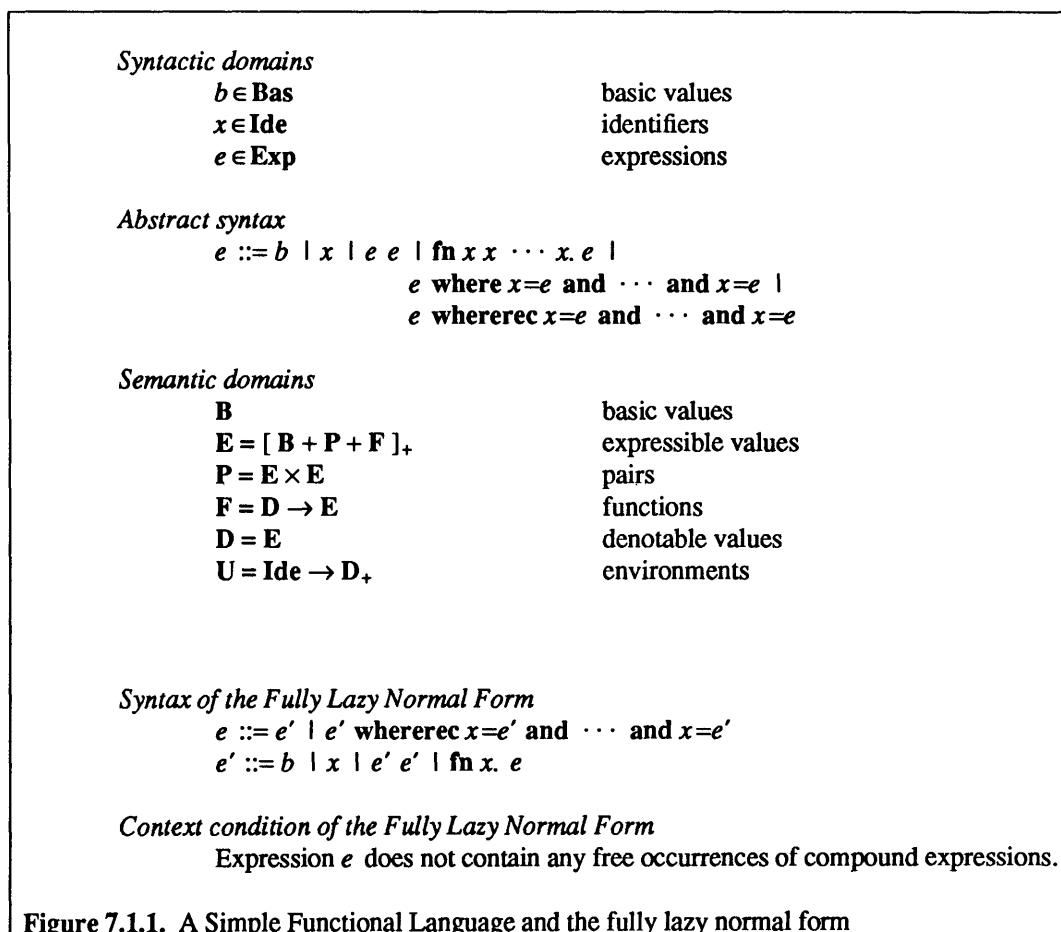 Syntactic domains
b ∈ Bas basic values
x ∈ Ide identifiers
e ∈ Exp expressions
Abstract syntax
e ::= b | x | e e | fn x x ··· x. e |
e where x=e and ··· and x=e |
e whererec x=e and ··· and x=e
Semantic domains
B basic values
E = [ B + P + F ]₊ expressible values
P = E × E pairs
F = D → E functions
D = E denotable values
U = Ide → D₊ environments
Syntax of the Fully Lazy Normal Form
e ::= e′ | e′ whererec x=e′ and ··· and x=e′
e′ ::= b | x | e′ e′ | fn x. e
Context condition of the Fully Lazy Normal Form
Expression e does not contain any free occurrences of compound expressions.
Figure 7.1.1. A Simple Functional Language and the fully lazy normal form